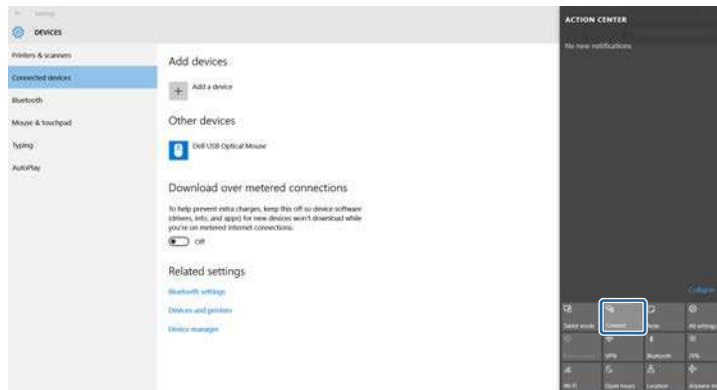 Settings
DEVICES
Printers & scanners
Connected devices
Bluetooth
Mouse & touchpad
Typing
AutoPlay
Add devices
Add a device
Other devices
Dell USB Optical Mouse
Download over metered connections
To help prevent extra charges, keep this off so device software
(drivers, info, and apps) for new devices won't download while
you're on metered internet connections.
Off
Related settings
Bluetooth settings
Devices and printers
Device manager
ACTION CENTER
No new notifications
Collapse
Tablet mode
Connect
Note
All settings
VPN
Bluetooth
70%
Wi-Fi
Quiet hours
Location
Airplane m